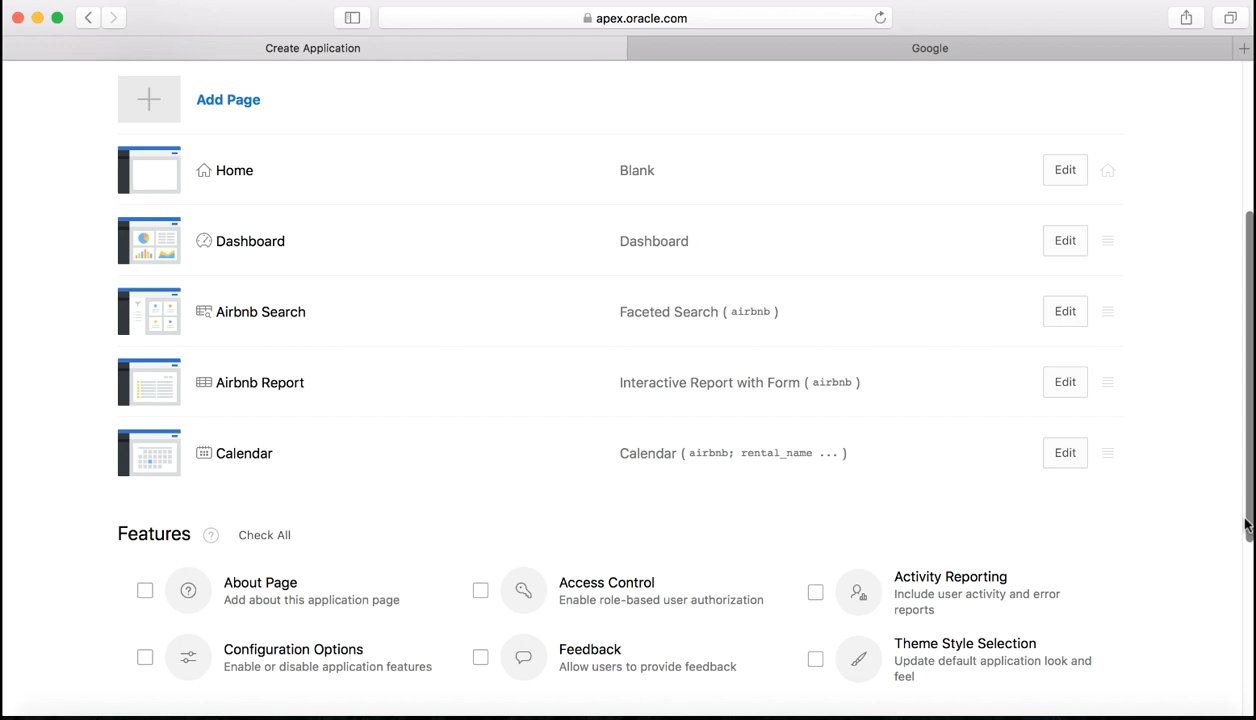 apex.oracle.com
Create Application
Google
Add Page
Home Blank Edit
Dashboard Dashboard Edit
Airbnb Search Faceted Search ( airbnb ) Edit
Airbnb Report Interactive Report with Form ( airbnb ) Edit
Calendar Calendar ( airbnb; rental_name ... ) Edit
Features ? Check All
About Page
Add about this application page
Access Control
Enable role-based user authorization
Activity Reporting
Include user activity and error
reports
Configuration Options
Enable or disable application features
Feedback
Allow users to provide feedback
Theme Style Selection
Update default application look and
feel